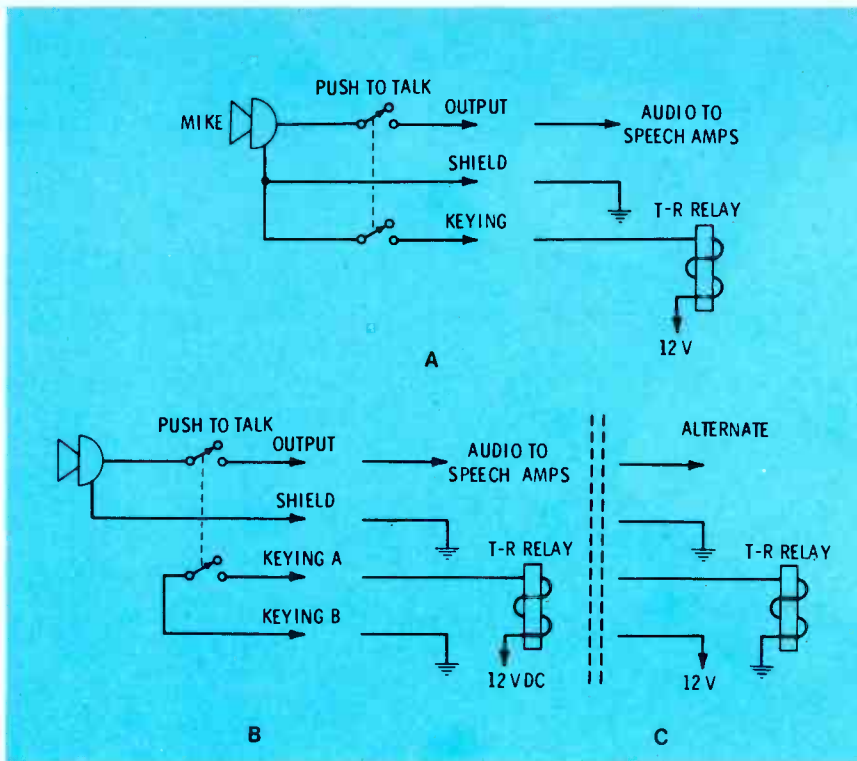 PUSH TO TALK
MIKE
OUTPUT
AUDIO TO
SPEECH AMPS
SHIELD
T-R RELAY
KEYING
12 V
A
PUSH TO TALK
OUTPUT
AUDIO TO
SPEECH AMPS
SHIELD
T-R RELAY
KEYING A
KEYING B
12 V DC
B
ALTERNATE
T-R RELAY
12 V
C